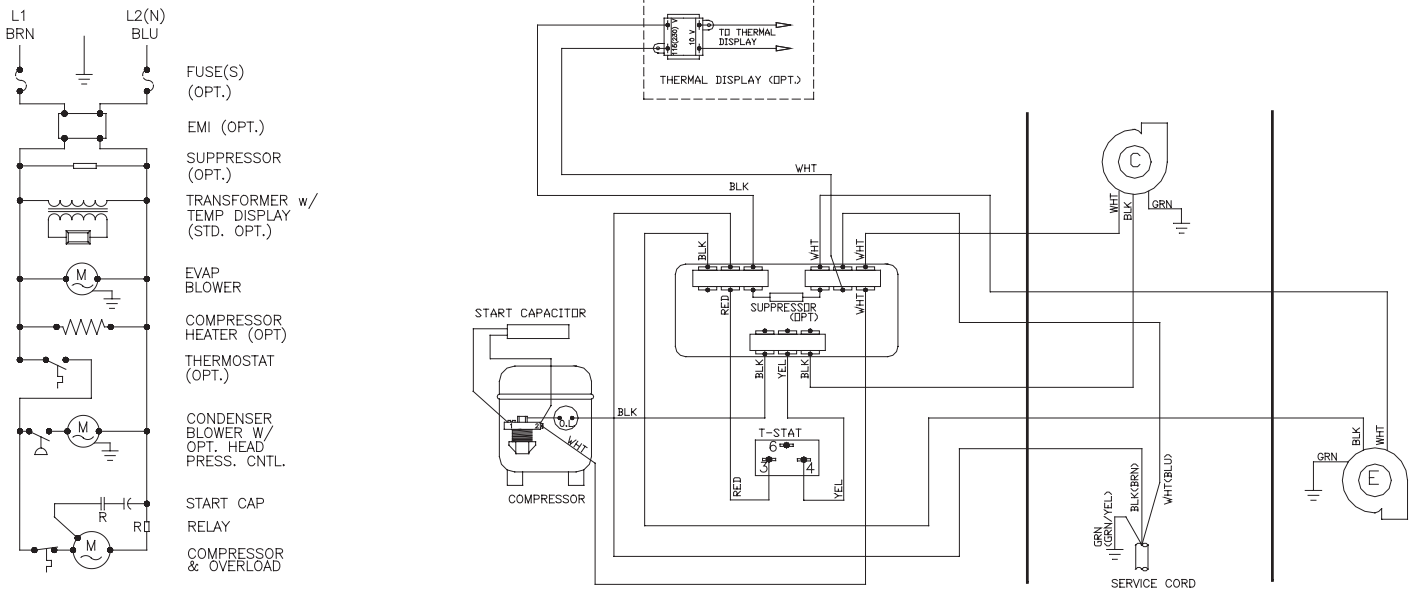 L1
BRN
L2(N)
BLU
FUSE(S)
(OPT.)
EMI (OPT.)
SUPPRESSOR
(OPT.)
TRANSFORMER w/
TEMP DISPLAY
(STD. OPT.)
M
EVAP
BLOWER
COMPRESSOR
HEATER (OPT)
THERMOSTAT
(OPT.)
M
CONDENSER
BLOWER W/
OPT. HEAD
PRESS. CNTL.
R
START CAP
R
RELAY
M
COMPRESSOR
& OVERLOAD
115(230) V
10 V
TO THERMAL
DISPLAY
THERMAL DISPLAY (OPT.)
WHT
BLK
BLK
WHT
WHT
RED
SUPPRESSOR
(OPT)
WHT
BLK
YEL
BLK
START CAPACITOR
O.L
BLK
WHT
COMPRESSOR
T-STAT
6
3
4
RED
YEL
C
WHT
BLK
GRN
BLK
WHT
GRN
E
GRN
(GRN/YEL)
BLK(BRN)
WHT(BLU)
SERVICE CORD